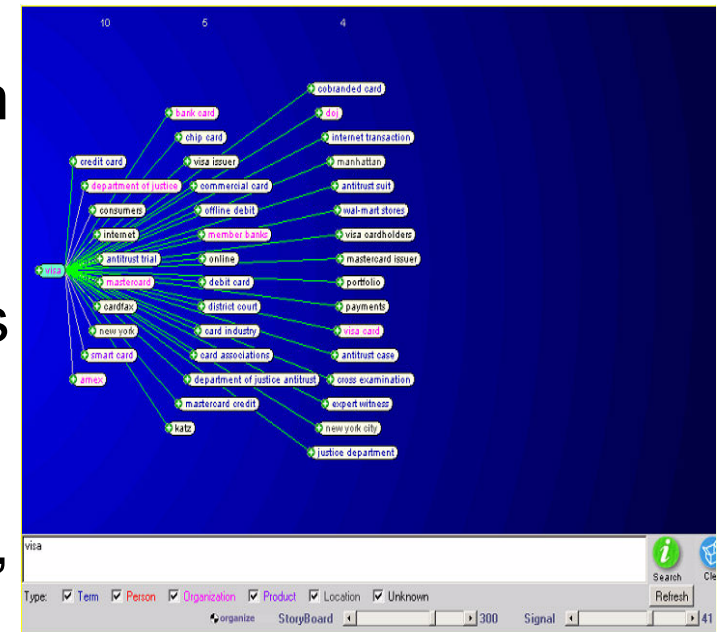 10 5 4
cobranded card
bank card
doj
chip card
internet transaction
credit card
visa issuer
manhattan
department of justice
commercial card
antitrust suit
consumers
offline debit
wal-mart stores
internet
member banks
visa cardholders
antitrust trial
online
mastercard issuer
visa
mastercard
debit card
portfolio
cardfax
district court
payments
new york
card industry
visa card
smart card
card associations
antitrust case
amex
department of justice antitrust
cross examination
mastercard credit
expert witness
katz
new york city
justice department
s
,
visa
Search Cle
Type: Term Person Organization Product Location Unknown Refresh
organize StoryBoard 300 Signal 41